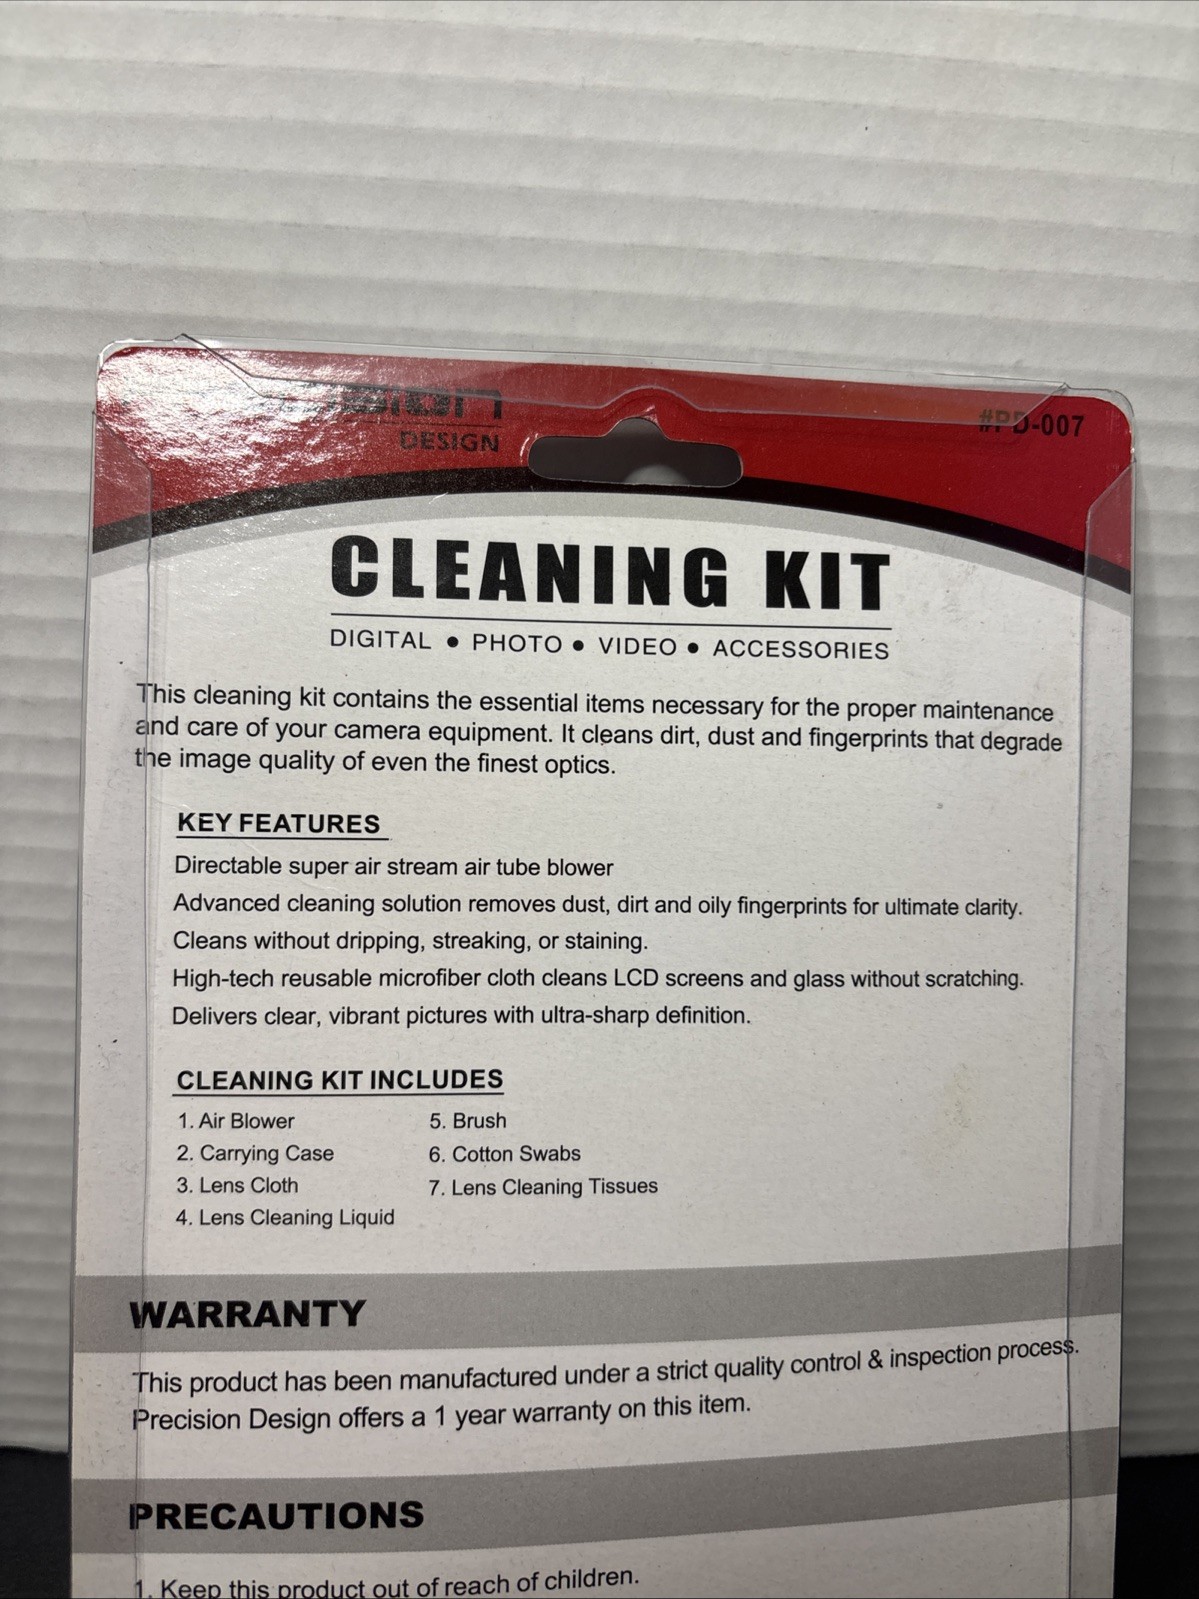 DESIGN
#PD-007
CLEANING KIT
DIGITAL ● PHOTO ● VIDEO ● ACCESSORIES
This cleaning kit contains the essential items necessary for the proper maintenance
and care of your camera equipment. It cleans dirt, dust and fingerprints that degrade
the image quality of even the finest optics.
KEY FEATURES
Directable super air stream air tube blower
Advanced cleaning solution removes dust, dirt and oily fingerprints for ultimate clarity.
Cleans without dripping, streaking, or staining.
High-tech reusable microfiber cloth cleans LCD screens and glass without scratching.
Delivers clear, vibrant pictures with ultra-sharp definition.
CLEANING KIT INCLUDES
1. Air Blower
2. Carrying Case
3. Lens Cloth
4. Lens Cleaning Liquid
5. Brush
6. Cotton Swabs
7. Lens Cleaning Tissues
WARRANTY
This product has been manufactured under a strict quality control & inspection process.
Precision Design offers a 1 year warranty on this item.
PRECAUTIONS
1. Keep this product out of reach of children.